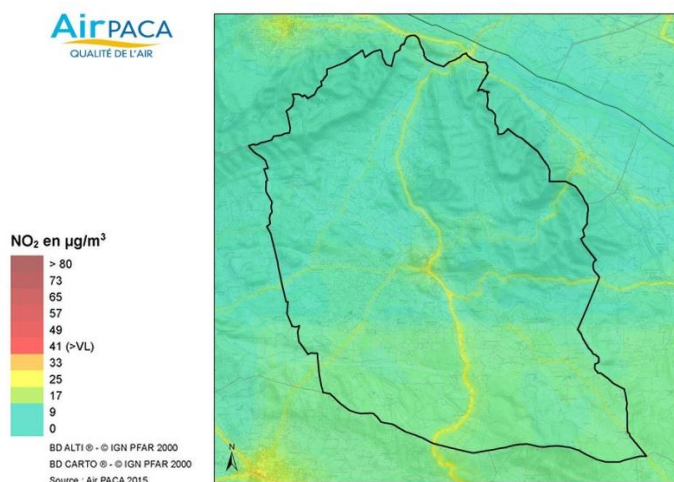 AirPACA
QUALITÉ DE L'AIR
NO₂ en µg/m³
> 80
73
65
57
49
41 (>VL)
33
25
17
9
0
BD ALTI ® - © IGN PFAR 2000
BD CARTO ® - © IGN PFAR 2000
Source : Air PACA 2015
N